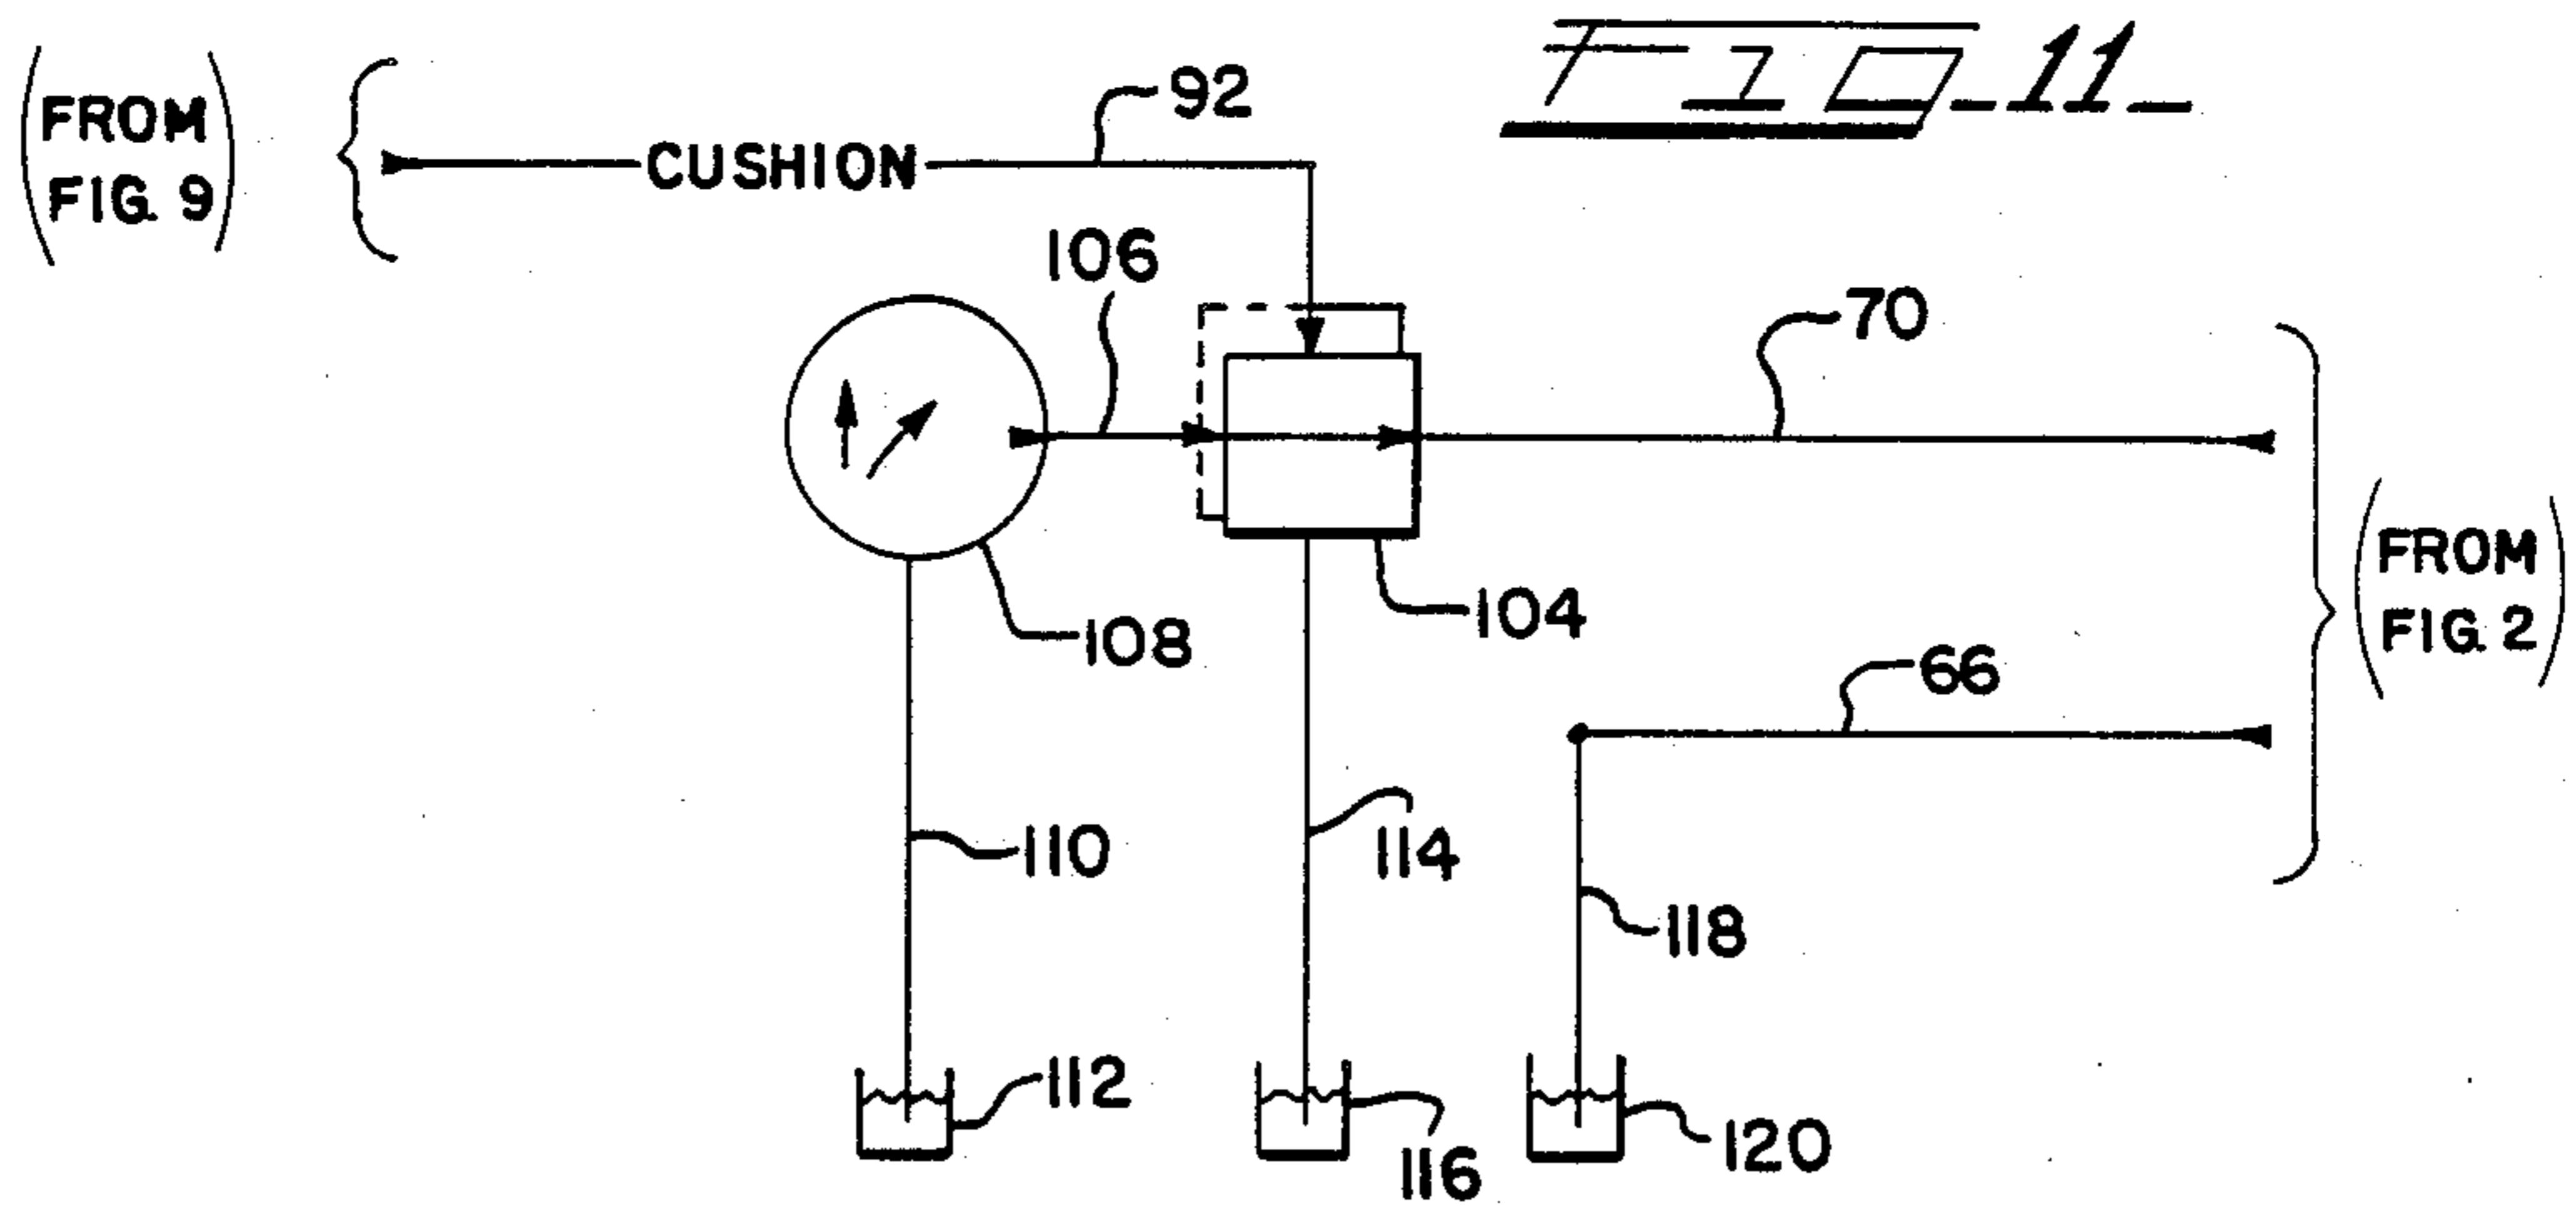 FIG-11-
(FROM
FIG. 9)
CUSHION
92
106
70
(FROM
FIG. 2)
104
108
66
110
114
118
112
116
120